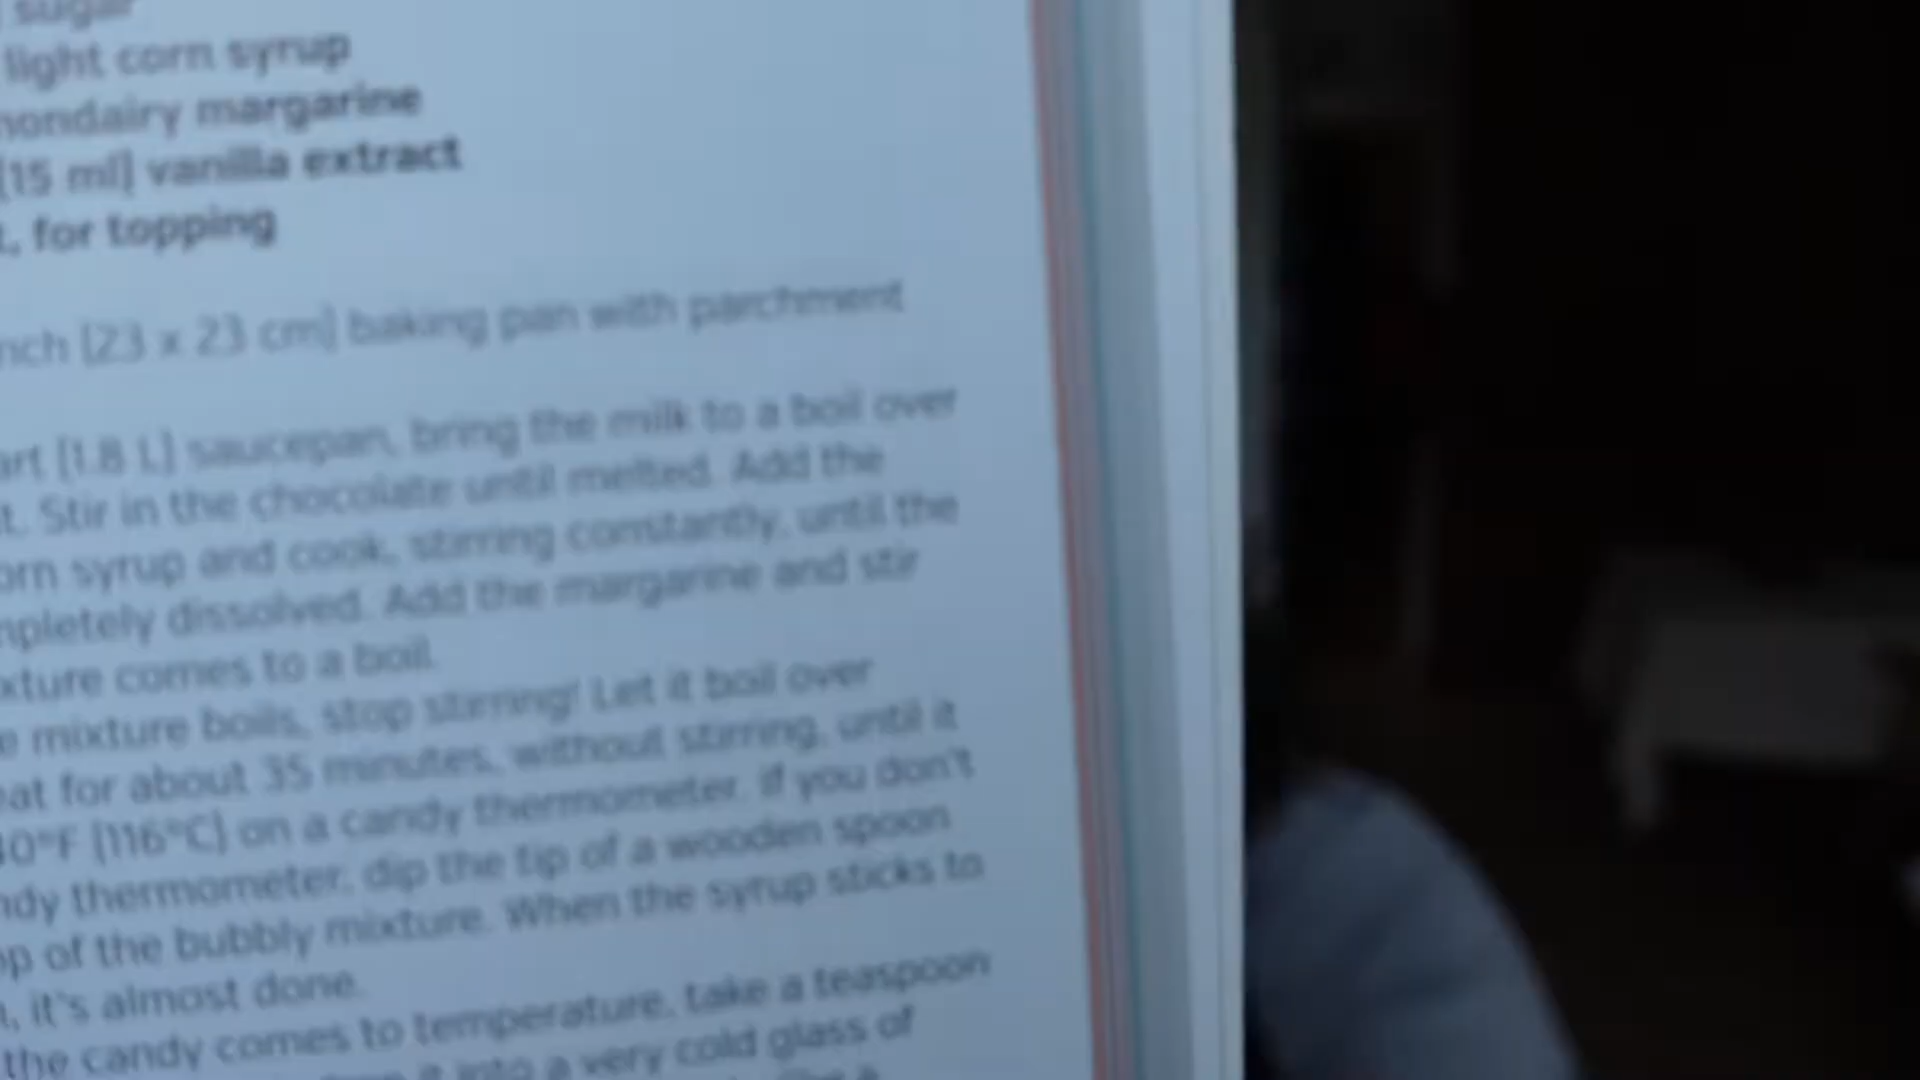 sugar
light corn syrup
nondairy margarine
[15 ml] vanilla extract
, for topping
nch [23 x 23 cm] baking pan with parchment
art [1.8 L] saucepan, bring the milk to a boil over
t. Stir in the chocolate until melted. Add the
orn syrup and cook, stirring constantly, until the
mpletely dissolved. Add the margarine and stir
xture comes to a boil.
e mixture boils, stop stirring! Let it boil over
eat for about 35 minutes, without stirring, until it
40°F [116°C] on a candy thermometer. If you don't
ndy thermometer, dip the tip of a wooden spoon
op of the bubbly mixture. When the syrup sticks to
, it's almost done.
the candy comes to temperature, take a teaspoon
it into a very cold glass of